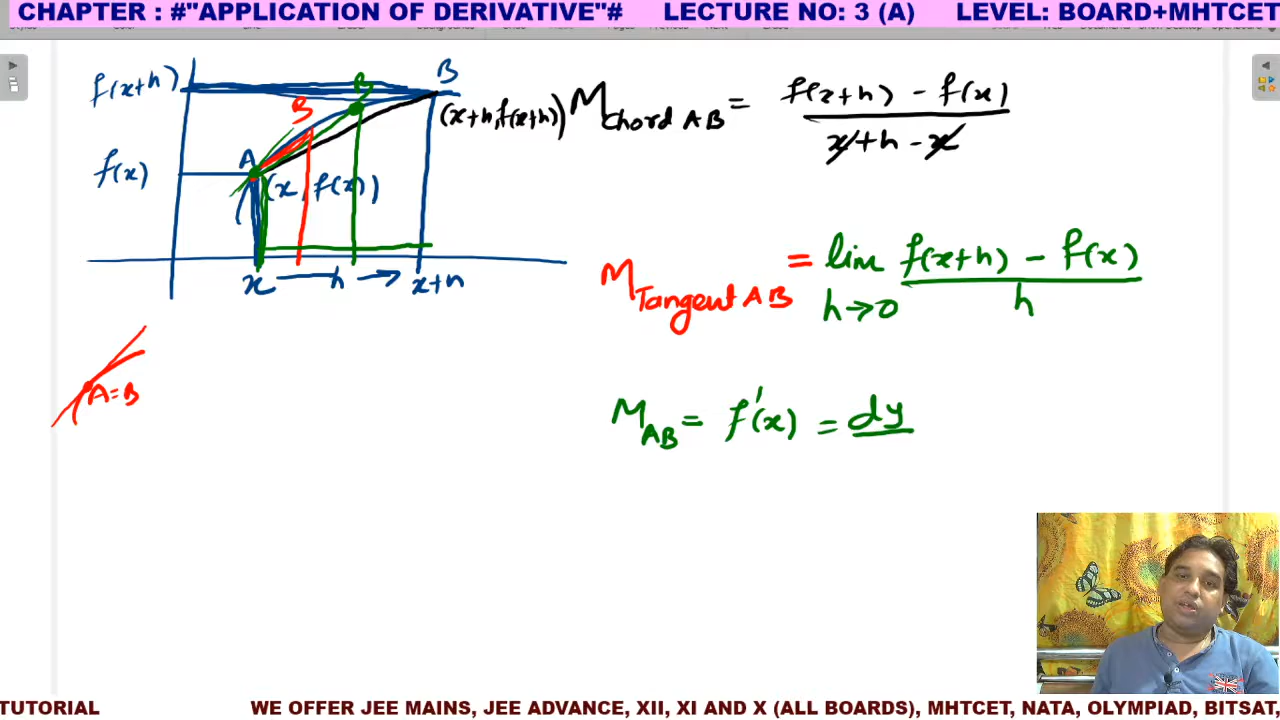 CHAPTER : #"APPLICATION OF DERIVATIVE"# LECTURE NO: 3 (A) LEVEL: BOARD+MHTCET
f(x+h)
B
B
B
(x+h, f(x+h))
M Chord AB = f(x+h) - f(x) / x+h - x
f(x)
A
(x, f(x))
x — h → x+h
M Tangent AB = lim h→0 f(x+h) - f(x) / h
A=B
M AB = f'(x) = dy
TUTORIAL WE OFFER JEE MAINS, JEE ADVANCE, XII, XI AND X (ALL BOARDS), MHTCET, NATA, OLYMPIAD, BITSAT,